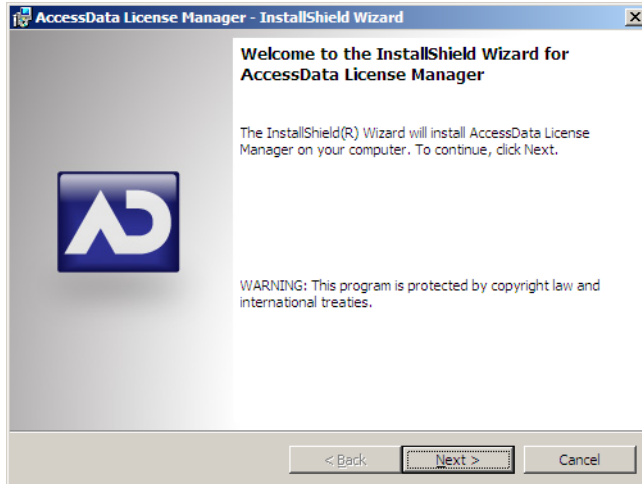 AccessData License Manager - InstallShield Wizard
Welcome to the InstallShield Wizard for
AccessData License Manager
The InstallShield(R) Wizard will install AccessData License
Manager on your computer. To continue, click Next.
AD
WARNING: This program is protected by copyright law and
international treaties.
< Back
Next >
Cancel